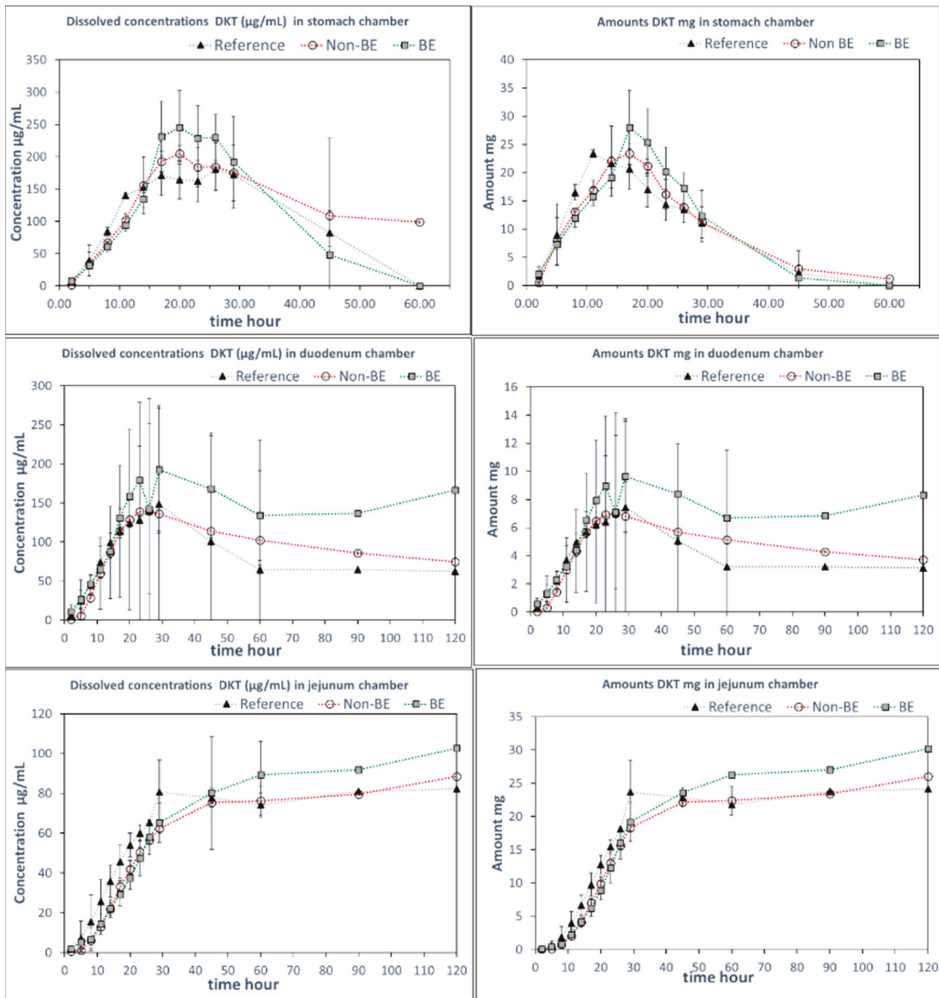 Dissolved concentrations DKT (µg/mL) in stomach chamber
Reference Non-BE BE
350
300
250
200
150
100
50
0
Concentration µg/mL
0.00 10.00 20.00 30.00 40.00 50.00 60.00
time hour
Amounts DKT mg in stomach chamber
Reference Non BE BE
40
35
30
25
20
15
10
5
0
Amount mg
0.00 10.00 20.00 30.00 40.00 50.00 60.00
time hour
Dissolved concentrations DKT (µg/mL) in duodenum chamber
Reference Non-BE BE
300
250
200
150
100
50
0
Concentration µg/mL
0 10 20 30 40 50 60 70 80 90 100 110 120
time hour
Amounts DKT mg in duodenum chamber
Reference Non-BE BE
16
14
12
10
8
6
4
2
0
Amount mg
0 10 20 30 40 50 60 70 80 90 100 110 120
time hour
Dissolved concentrations DKT (µg/mL) in jejunum chamber
Reference Non-BE BE
120
100
80
60
40
20
0
Concentration µg/mL
0 10 20 30 40 50 60 70 80 90 100 110 120
time hour
Amounts DKT mg in jejunum chamber
Reference Non-BE BE
35
30
25
20
15
10
5
0
Amount mg
0 10 20 30 40 50 60 70 80 90 100 110 120
time hour